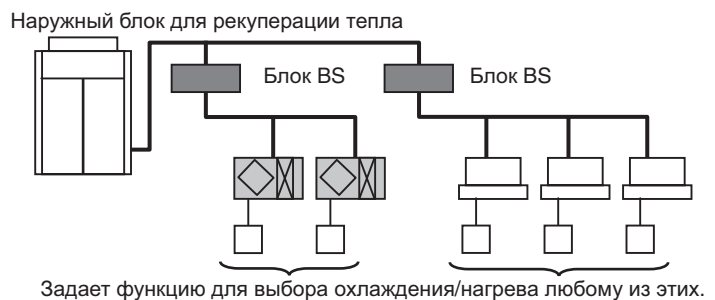 Наружный блок для рекуперации тепла
Блок BS
Блок BS
Задает функцию для выбора охлаждения/нагрева любому из этих.